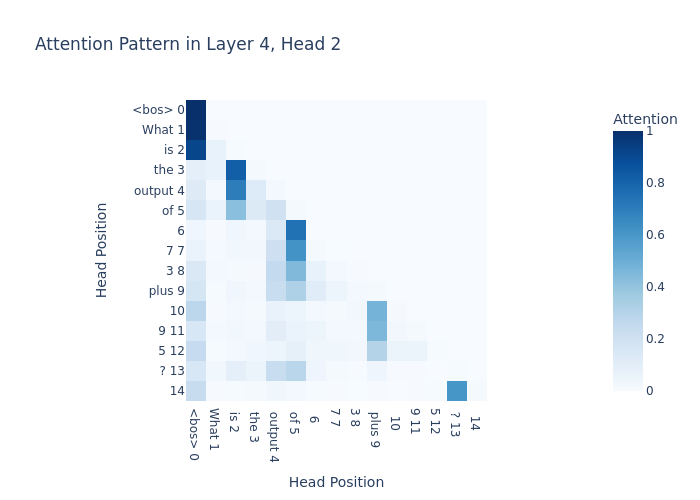 Attention Pattern in Layer 4, Head 2
Attention
<bos> 0
What 1
is 2
the 3
output 4
of 5
6
7 7
3 8
plus 9
10
9 11
5 12
? 13
14
Head Position
1
0.8
0.6
0.4
0.2
0
<bos> 0
What 1
is 2
the 3
output 4
of 5
6
7 7
3 8
plus 9
10
9 11
5 12
? 13
14
Head Position